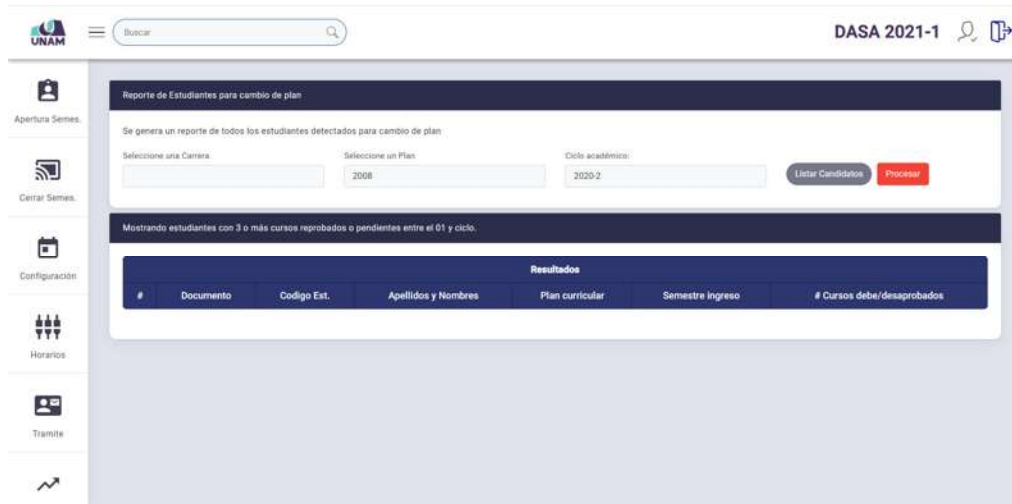 UNAM
Buscar
DASA 2021-1
Apertura Semes.
Cerrar Semes.
Configuración
Horarios
Tramite
Reporte de Estudiantes para cambio de plan
Se genera un reporte de todos los estudiantes detectados para cambio de plan
Seleccione una Carrera
Seleccione un Plan
Ciclo académico:
2008
2020-2
Listar Candidatos
Procesar
Mostrando estudiantes con 3 o más cursos reprobados o pendientes entre el 01 y ciclo.
Resultados
# Documento Codigo Est. Apellidos y Nombres Plan curricular Semestre ingreso # Cursos debe/desaprobados